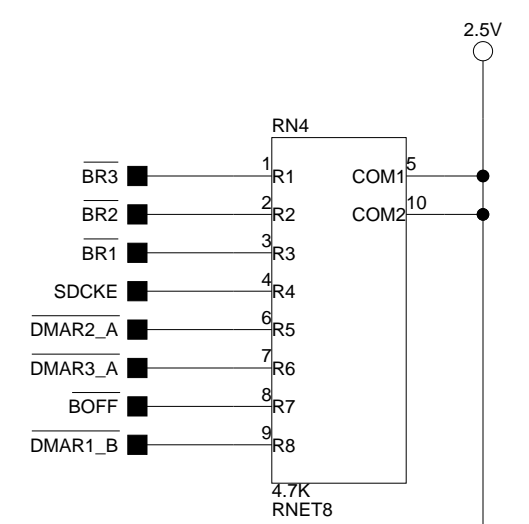 2.5V
RN4
BR3 1 R1 COM1 5
BR2 2 R2 COM2 10
BR1 3 R3
SDCKE 4 R4
DMAR2_A 6 R5
DMAR3_A 7 R6
BOFF 8 R7
DMAR1_B 9 R8
4.7K
RNET8